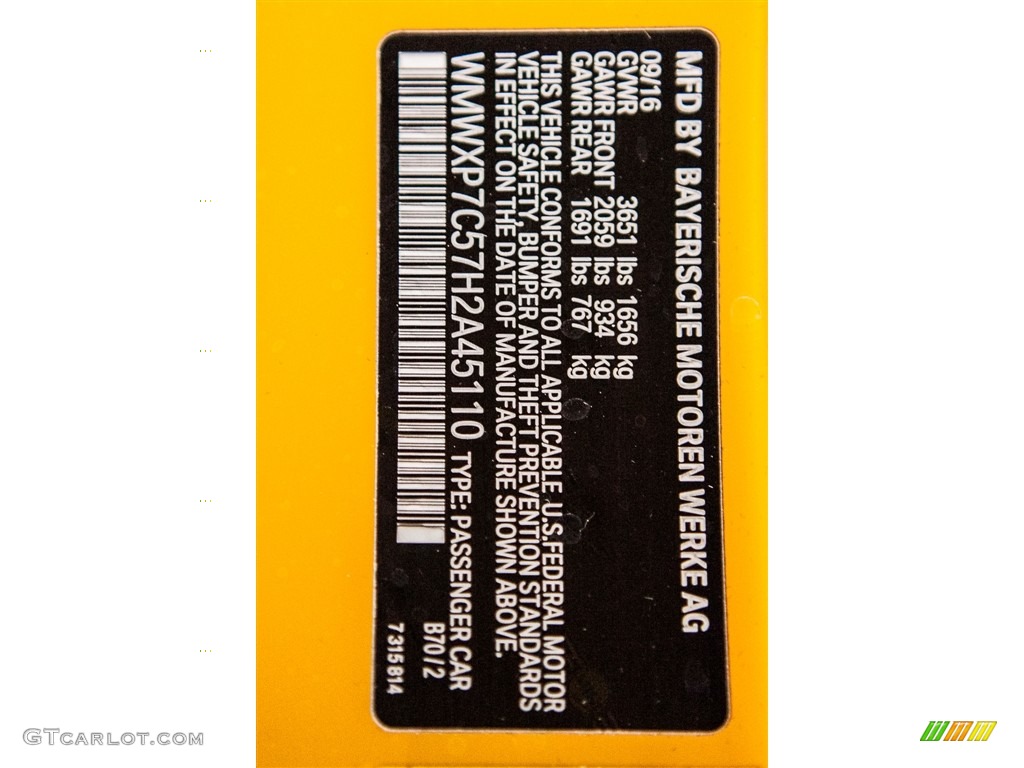 MFD BY BAYERISCHE MOTOREN WERKE AG
09/16
GVWR 3651 lbs 1656 kg
GAWR FRONT 2059 lbs 934 kg
GAWR REAR 1691 lbs 767 kg
THIS VEHICLE CONFORMS TO ALL APPLICABLE U.S.FEDERAL MOTOR
VEHICLE SAFETY, BUMPER AND THEFT PREVENTION STANDARDS
IN EFFECT ON THE DATE OF MANUFACTURE SHOWN ABOVE.
WMWXP7C57H2A45110 TYPE: PASSENGER CAR
B70/2
7315814
GTcarlot.com